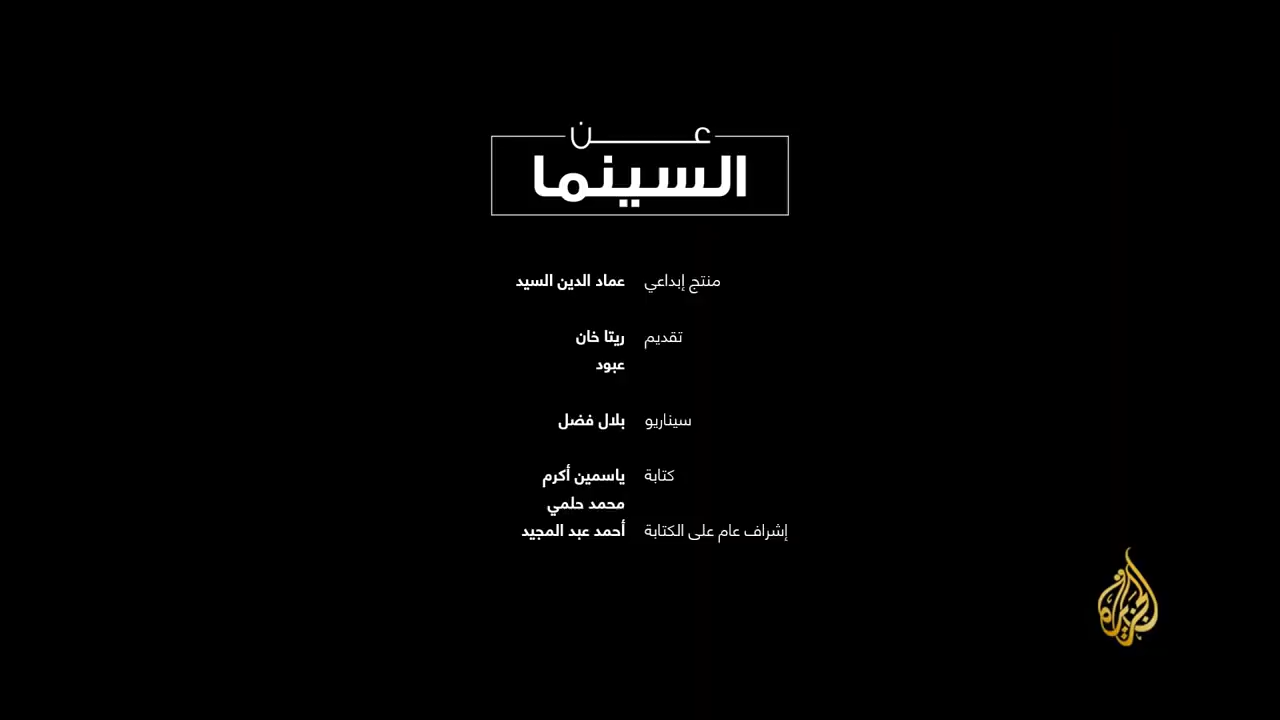 عن
السينما
منتج إبداعي عماد الدين السيد
تقديم ريتا خان
عبود
سيناريو بلال فضل
كتابة ياسمين أكرم
محمد حلمي
إشراف عام على الكتابة أحمد عبد المجيد
الجزيرة